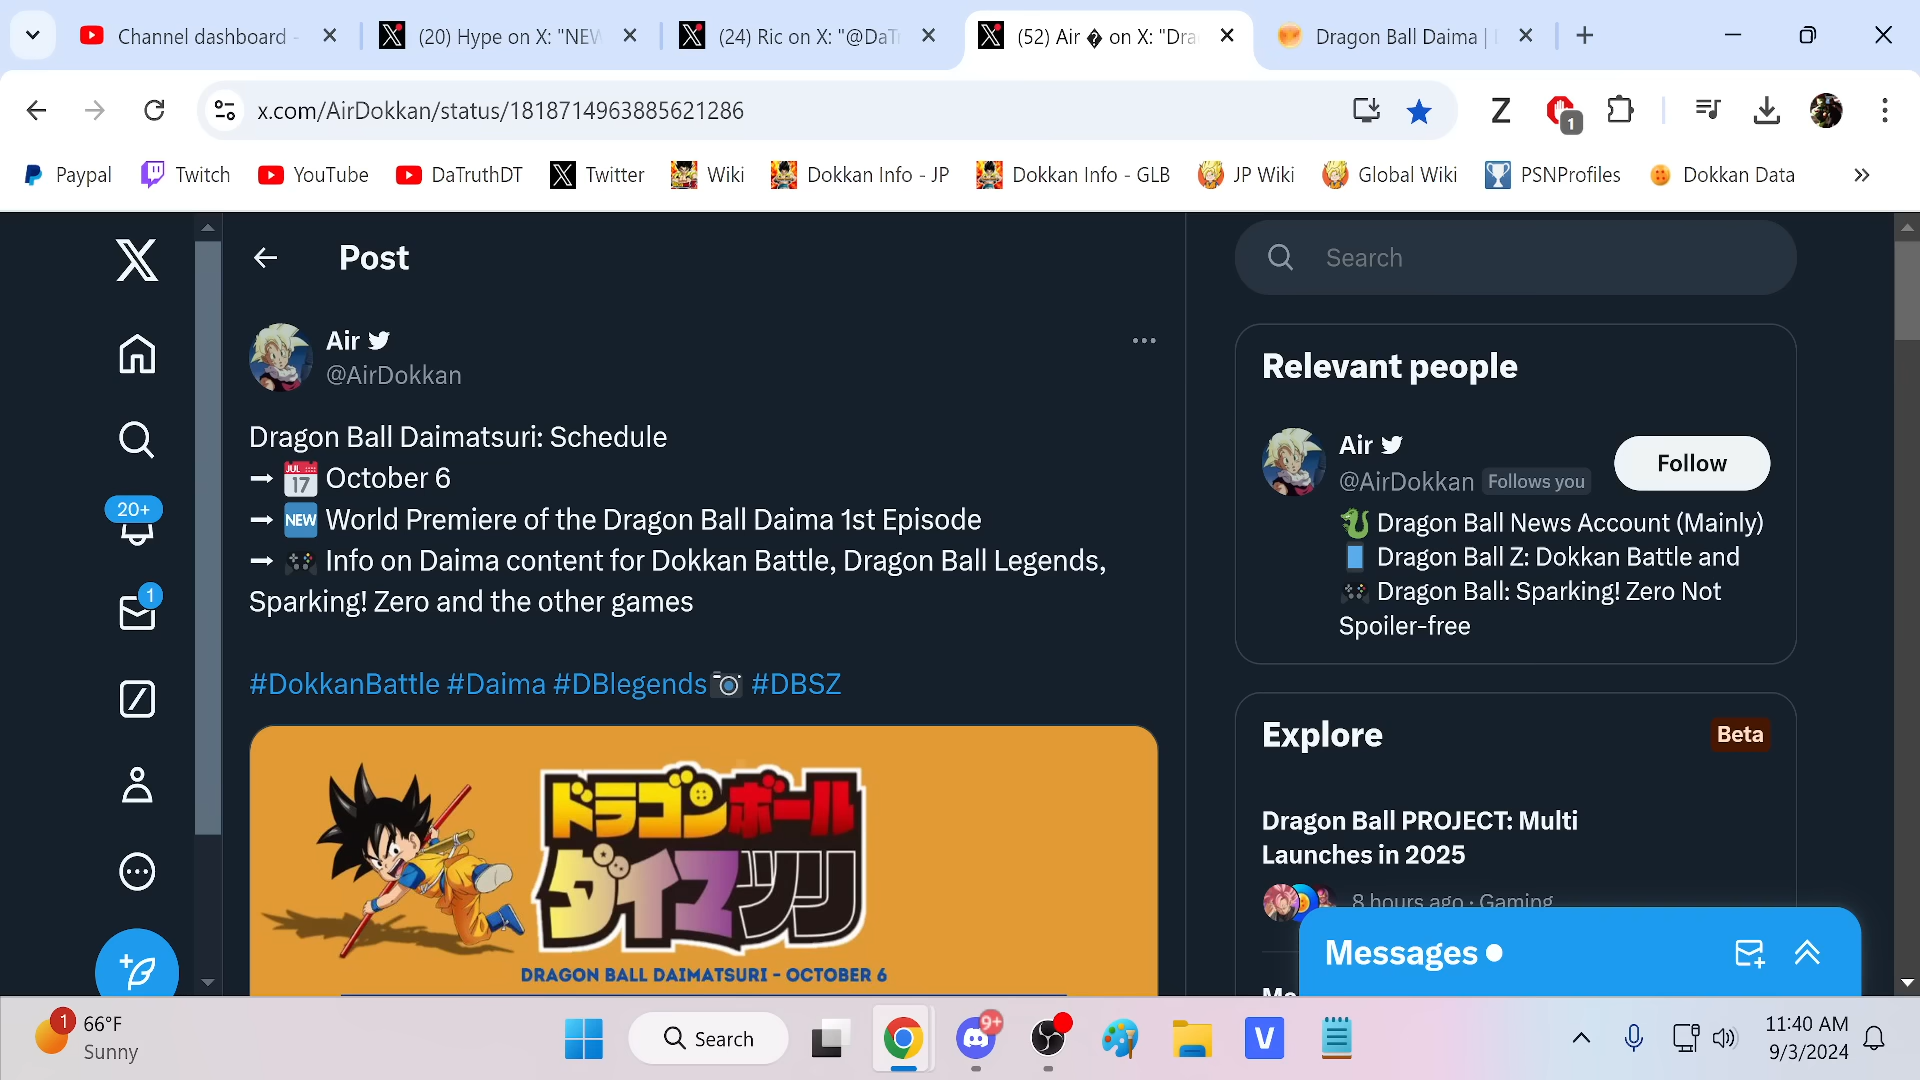 Channel dashboard -
(20) Hype on X: "NEW
(24) Ric on X: "@DaTr
(52) Air � on X: "Dra
Dragon Ball Daima |
x.com/AirDokkan/status/1818714963885621286
Z
1
Paypal
Twitch
YouTube
DaTruthDT
Twitter
Wiki
Dokkan Info - JP
Dokkan Info - GLB
JP Wiki
Global Wiki
PSNProfiles
Dokkan Data
Post
Search
Air
@AirDokkan
Dragon Ball Daimatsuri: Schedule
➞ JUL 17 October 6
➞ NEW World Premiere of the Dragon Ball Daima 1st Episode
➞ 🎮 Info on Daima content for Dokkan Battle, Dragon Ball Legends,
Sparking! Zero and the other games
#DokkanBattle #Daima #DBlegends📷 #DBSZ
ドラゴンボール
ダイマツリ
DRAGON BALL DAIMATSURI - OCTOBER 6
20+
1
Relevant people
Air
@AirDokkan Follows you
Follow
🐉 Dragon Ball News Account (Mainly)
📱 Dragon Ball Z: Dokkan Battle and
🎮 Dragon Ball: Sparking! Zero Not
Spoiler-free
Explore
Beta
Dragon Ball PROJECT: Multi
Launches in 2025
8 hours ago · Gaming
Messages
1
66°F
Sunny
Search
9+
V
11:40 AM
9/3/2024